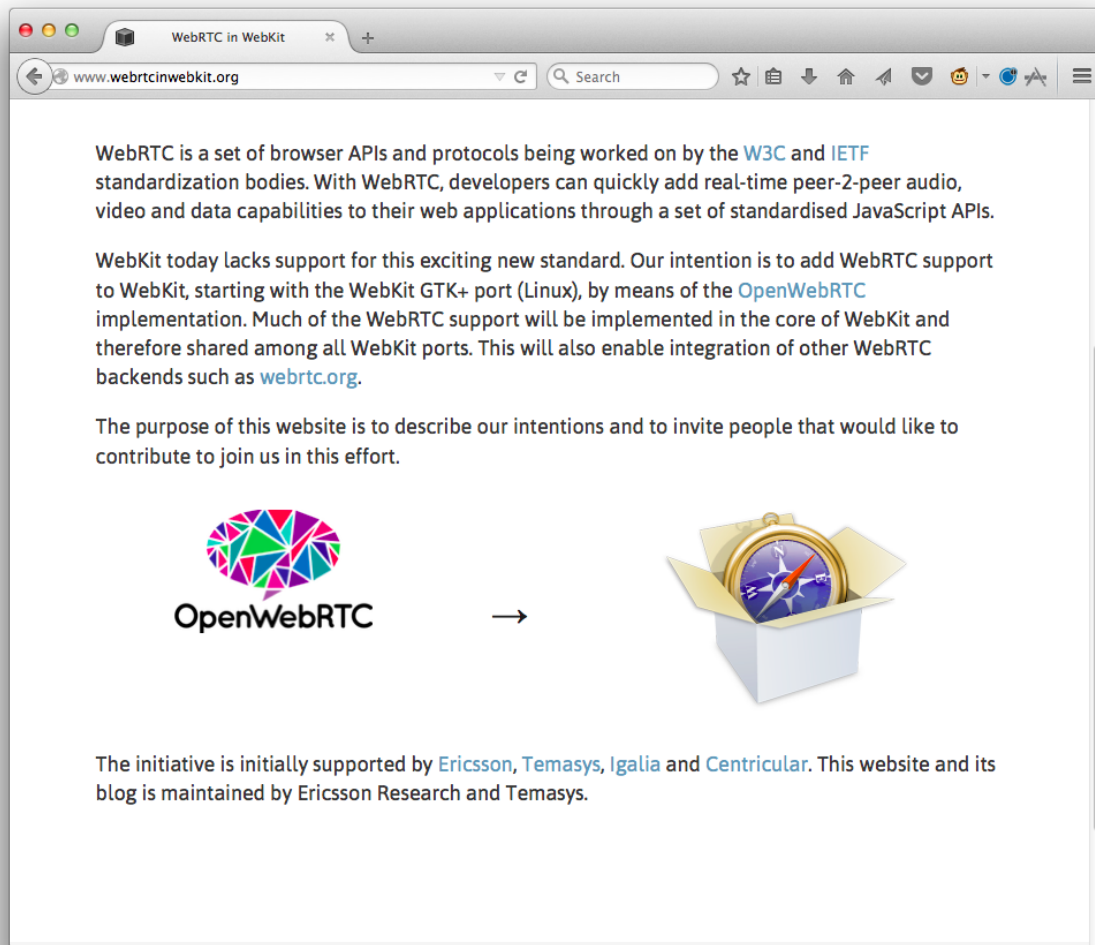 WebRTC in WebKit
www.webrtcinwebkit.org
Search
WebRTC is a set of browser APIs and protocols being worked on by the W3C and IETF
standardization bodies. With WebRTC, developers can quickly add real-time peer-2-peer audio,
video and data capabilities to their web applications through a set of standardised JavaScript APIs.
WebKit today lacks support for this exciting new standard. Our intention is to add WebRTC support
to WebKit, starting with the WebKit GTK+ port (Linux), by means of the OpenWebRTC
implementation. Much of the WebRTC support will be implemented in the core of WebKit and
therefore shared among all WebKit ports. This will also enable integration of other WebRTC
backends such as webrtc.org.
The purpose of this website is to describe our intentions and to invite people that would like to
contribute to join us in this effort.
OpenWebRTC
→
N
W
E
The initiative is initially supported by Ericsson, Temasys, Igalia and Centricular. This website and its
blog is maintained by Ericsson Research and Temasys.